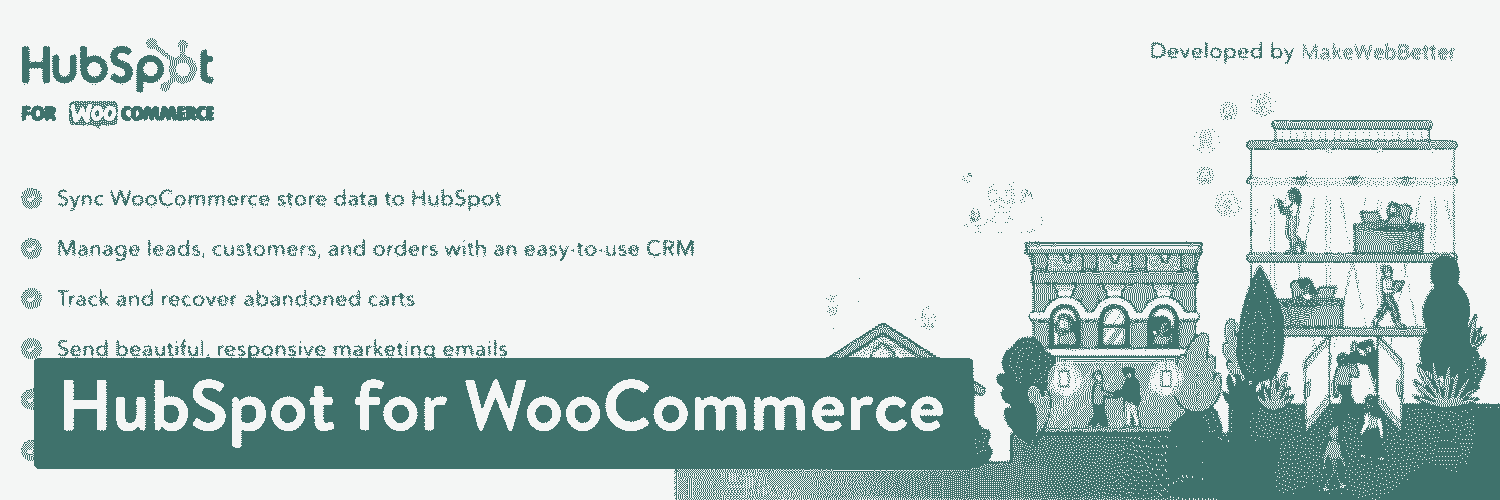 HubSpot
FOR WOO COMMERCE
Developed by MakeWebBetter
Sync WooCommerce store data to HubSpot
Manage leads, customers, and orders with an easy-to-use CRM
Track and recover abandoned carts
Send beautiful, responsive marketing emails
HubSpot for WooCommerce